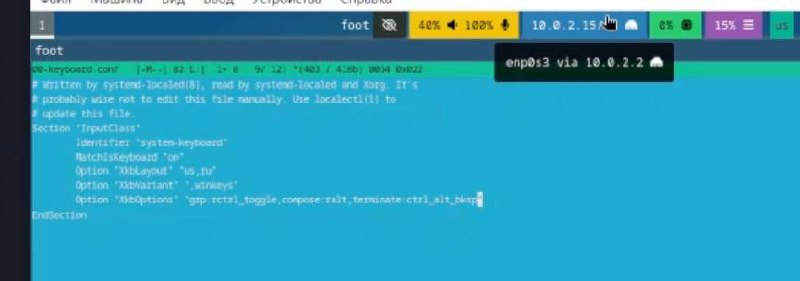 Файл Машина Вид Ввод Устройства Справка
1 foot 40% 100% 10.0.2.15/ 0% 15% us
foot
enp0s3 via 10.0.2.2
00-keyboard.conf [-M--] 82 L:[ 1+ 8 9/ 12] *(403 / 418b) 0034 0x022
# Written by systemd-localed(8), read by systemd-localed and Xorg. It's
# probably wise not to edit this file manually. Use localectl(1) to
# update this file.
Section "InputClass"
Identifier "system-keyboard"
MatchIsKeyboard "on"
Option "XkbLayout" "us,ru"
Option "XkbVariant" ",winkeys"
Option "XkbOptions" "grp:rctrl_toggle,compose:ralt,terminate:ctrl_alt_bksp"
EndSection